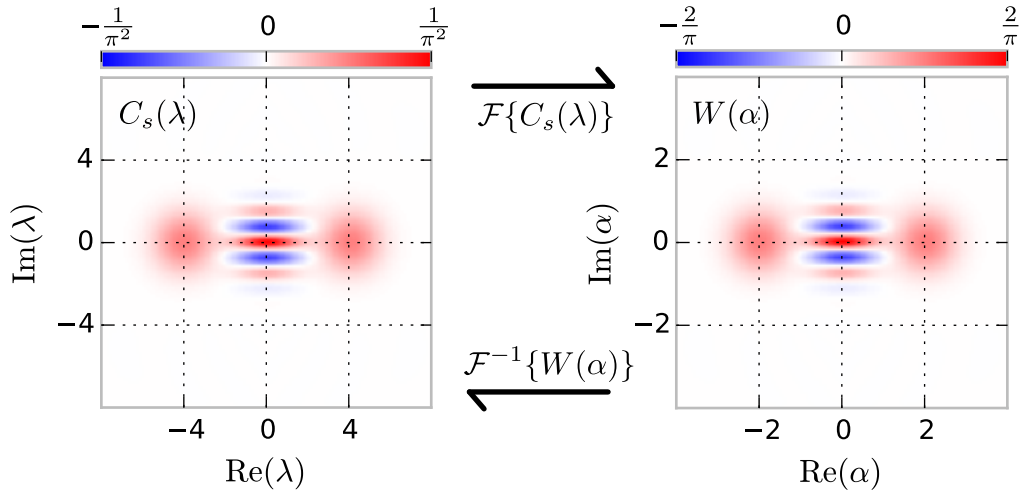 −1/π² 0 1/π²
C_s(λ)
4
0
−4
Im(λ)
−4 0 4
Re(λ)
ℱ{C_s(λ)}
ℱ⁻¹{W(α)}
−2/π 0 2/π
W(α)
2
0
−2
Im(α)
−2 0 2
Re(α)